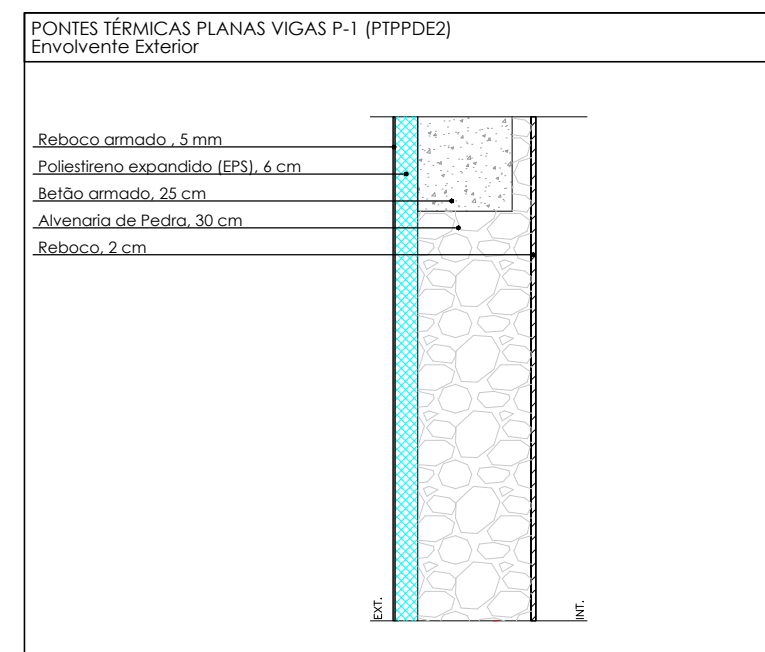 PONTES TÉRMICAS PLANAS VIGAS P-1 (PTPPDE2)
Envolvente Exterior
Reboco armado , 5 mm
Poliestireno expandido (EPS), 6 cm
Betão armado, 25 cm
Alvenaria de Pedra, 30 cm
Reboco, 2 cm
EXT.
INT.